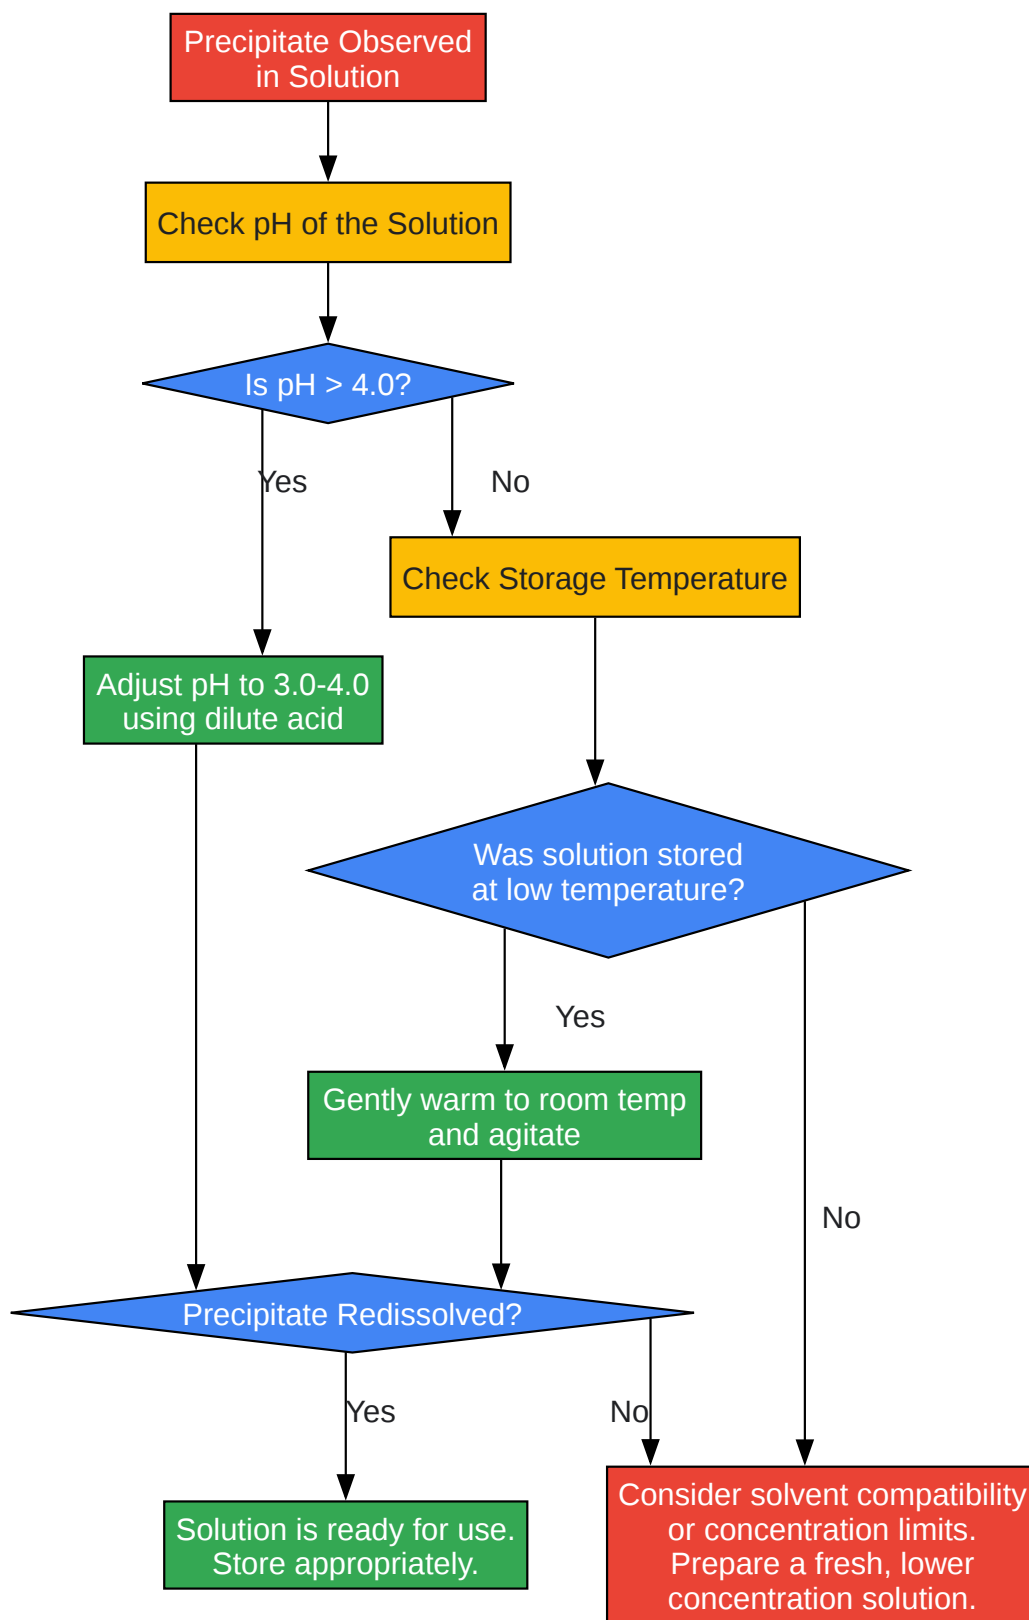 Precipitate Observed
in Solution
Check pH of the Solution
Is pH > 4.0?
Yes
No
Check Storage Temperature
Adjust pH to 3.0-4.0
using dilute acid
Was solution stored
at low temperature?
Yes
Gently warm to room temp
and agitate
No
Precipitate Redissolved?
Yes
No
Solution is ready for use.
Store appropriately.
Consider solvent compatibility
or concentration limits.
Prepare a fresh, lower
concentration solution.